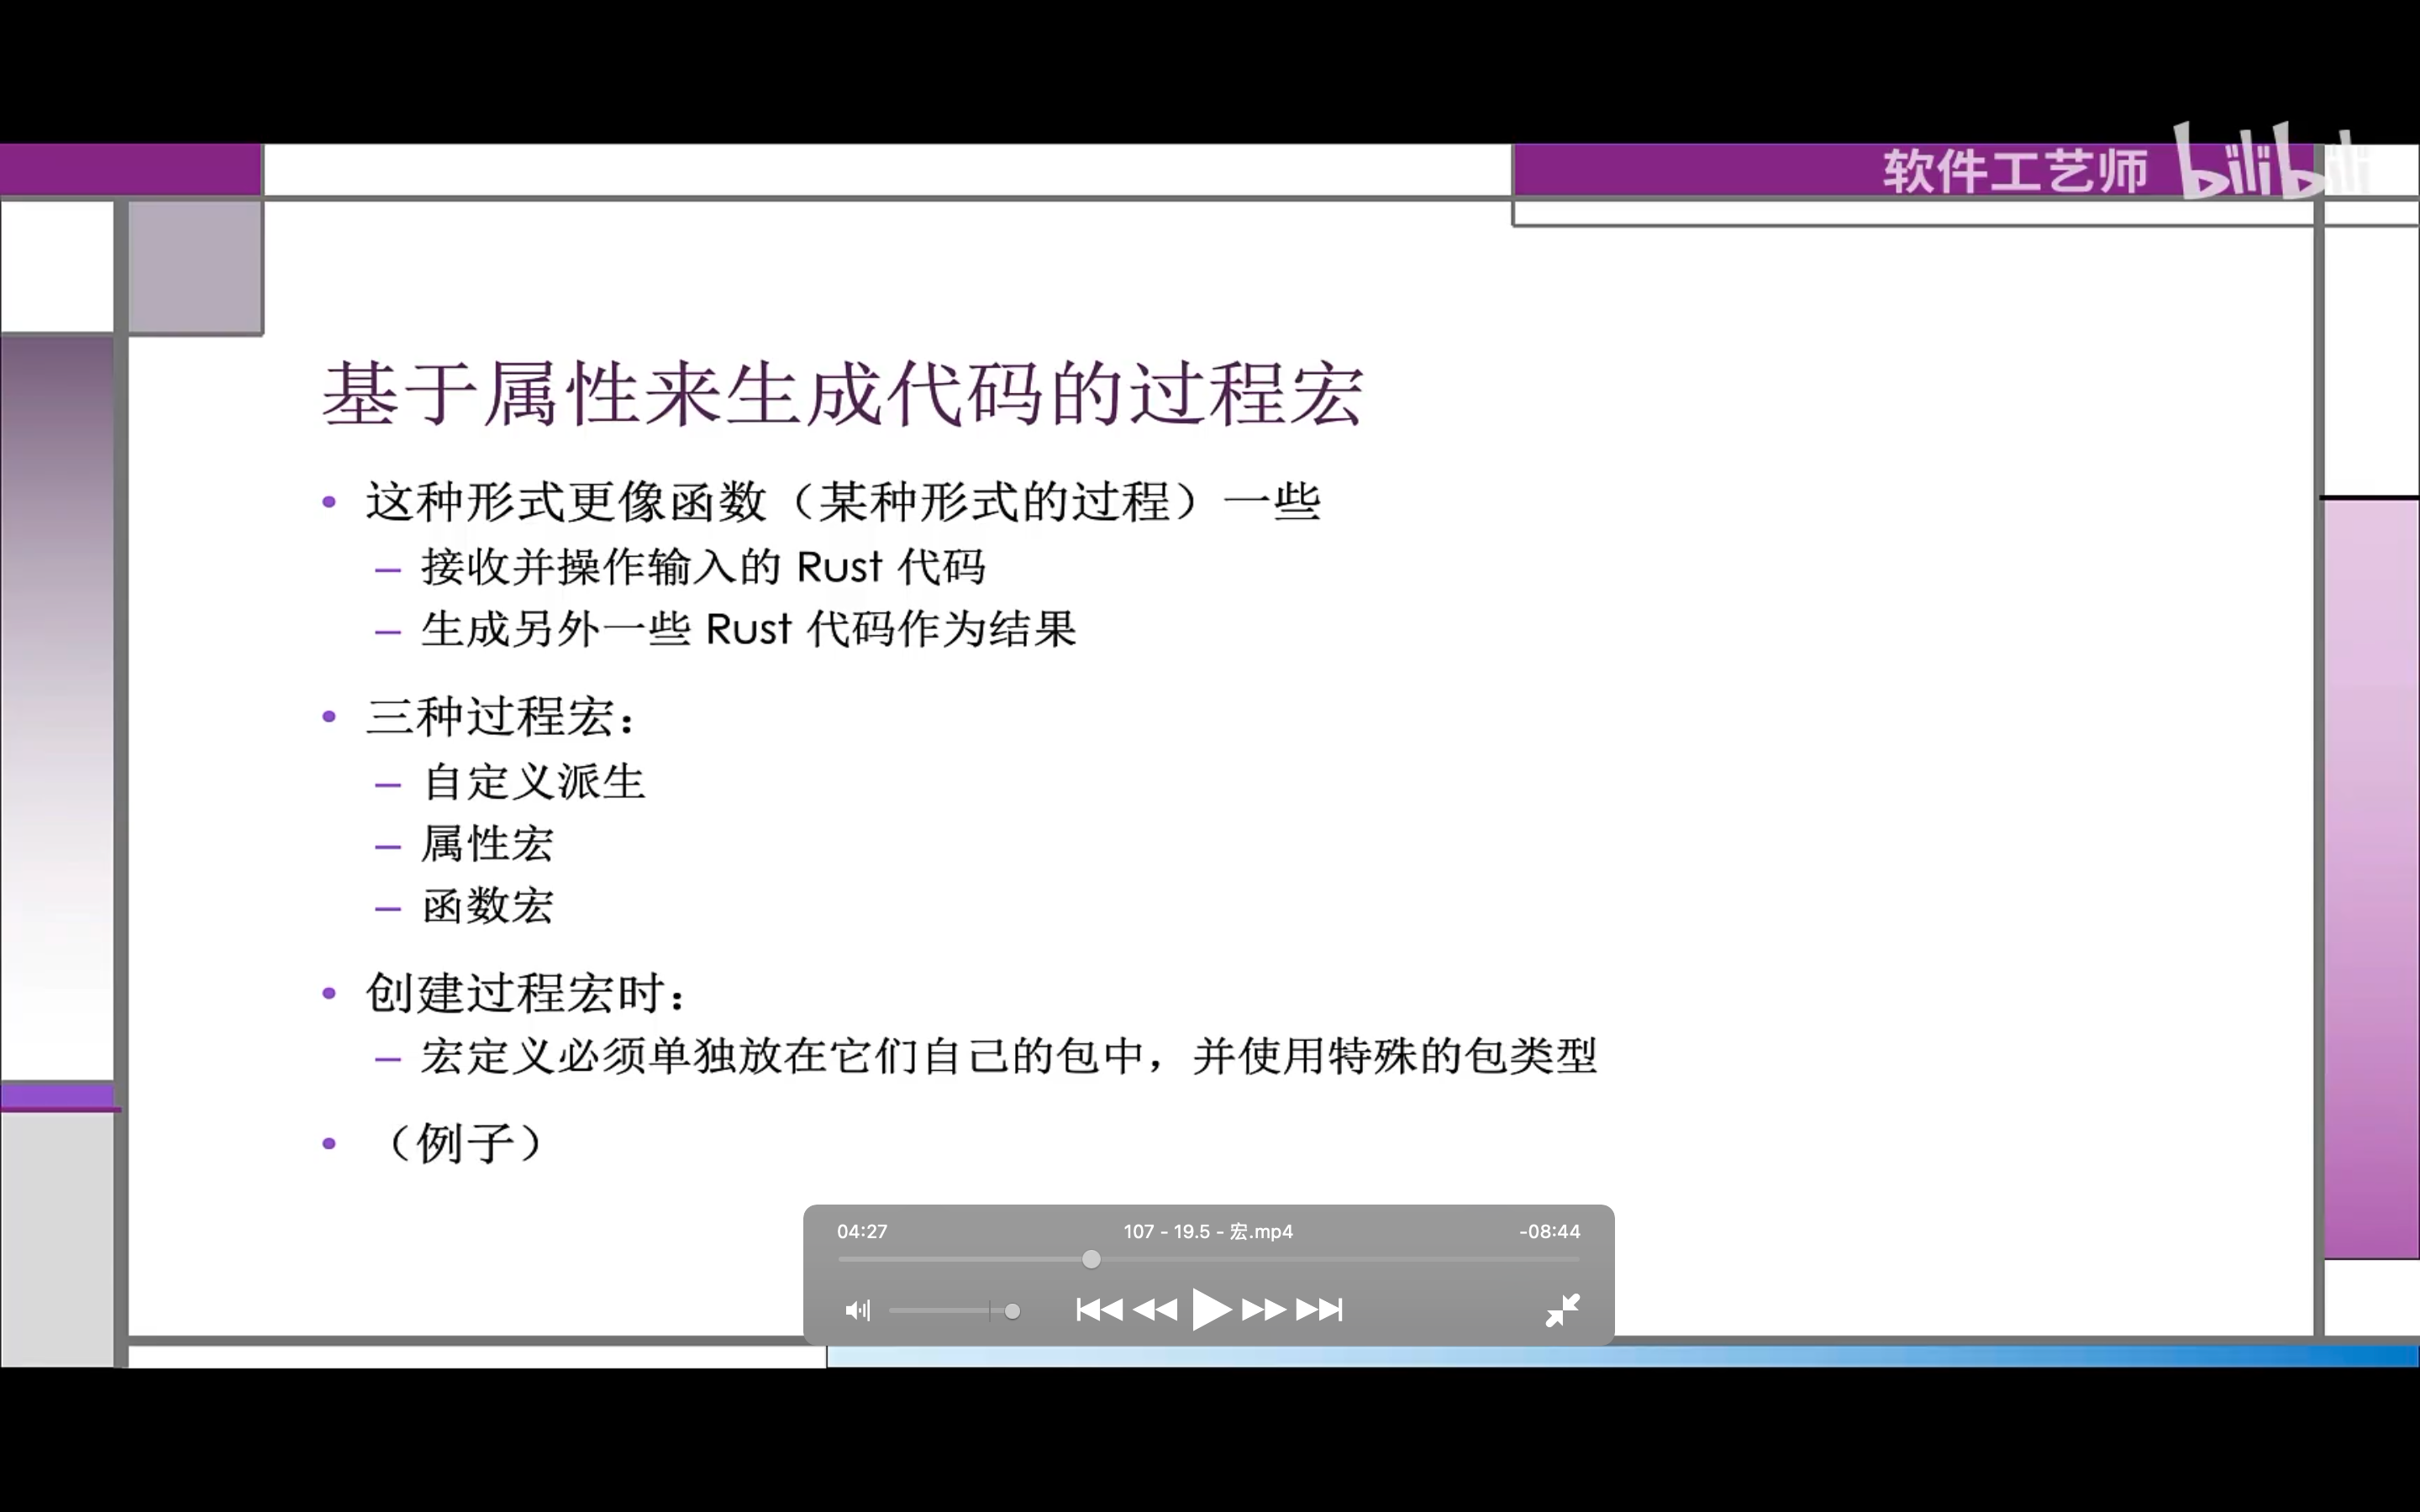 软件工艺师 bilibili
基于属性来生成代码的过程宏
• 这种形式更像函数（某种形式的过程）一些
– 接收并操作输入的 Rust 代码
– 生成另外一些 Rust 代码作为结果
• 三种过程宏：
– 自定义派生
– 属性宏
– 函数宏
• 创建过程宏时：
– 宏定义必须单独放在它们自己的包中，并使用特殊的包类型
• （例子）
04:27 107 - 19.5 - 宏.mp4 -08:44